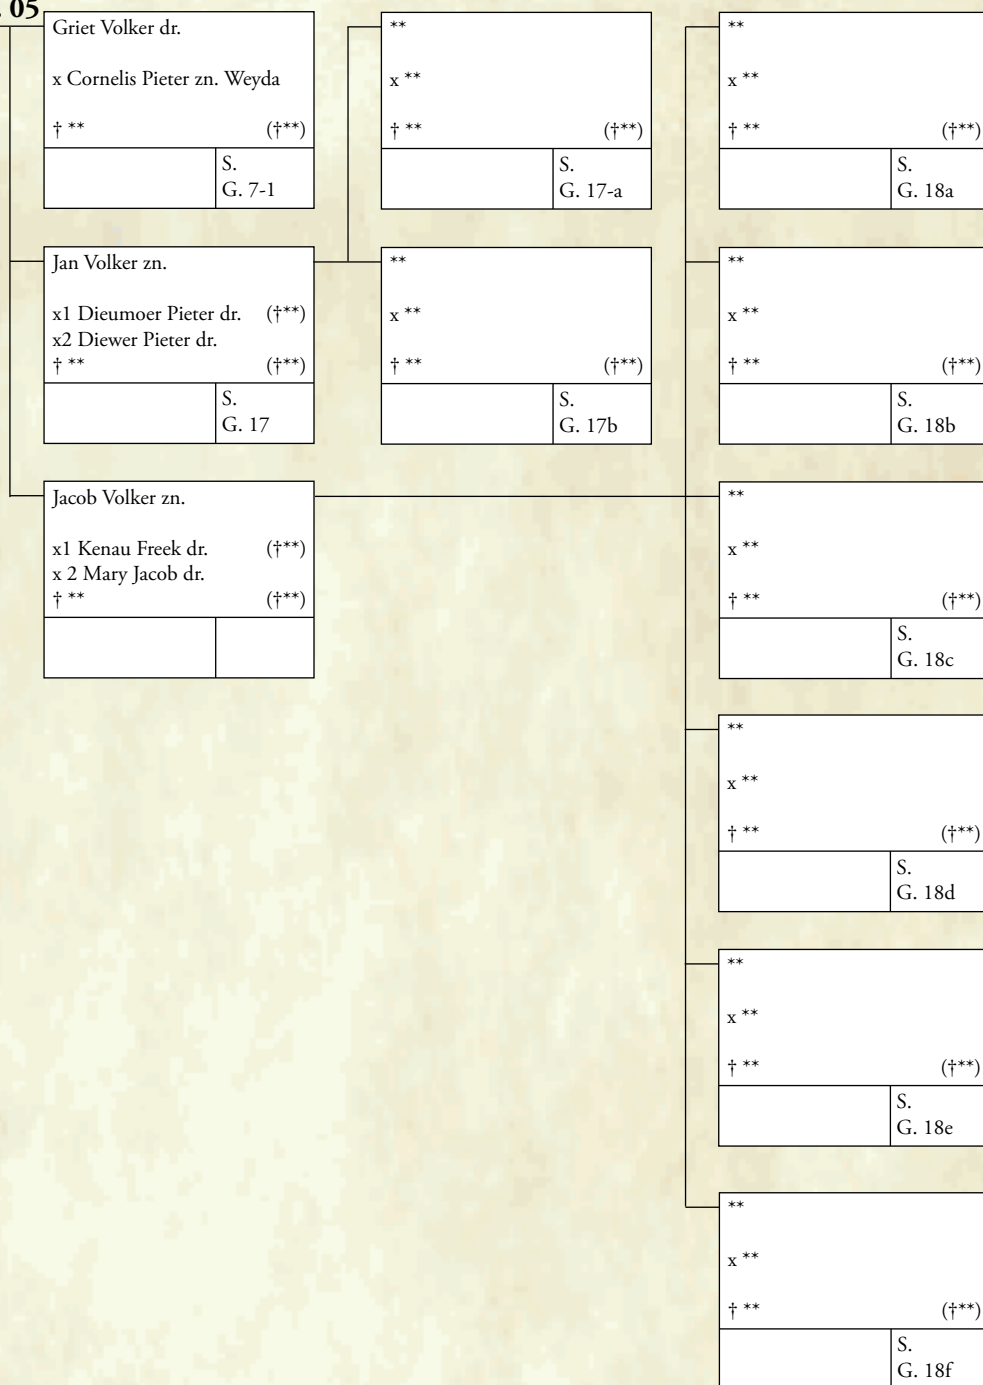 . 05
Griet Volker dr.
x Cornelis Pieter zn. Weyda
† ** (†**)
S.
G. 7-1
Jan Volker zn.
x1 Dieumoer Pieter dr. (†**)
x2 Diewer Pieter dr.
† ** (†**)
S.
G. 17
Jacob Volker zn.
x1 Kenau Freek dr. (†**)
x 2 Mary Jacob dr.
† ** (†**)
**
x **
† ** (†**)
S.
G. 17-a
**
x **
† ** (†**)
S.
G. 17b
**
x **
† ** (†**)
S.
G. 18a
**
x **
† ** (†**)
S.
G. 18b
**
x **
† ** (†**)
S.
G. 18c
**
x **
† ** (†**)
S.
G. 18d
**
x **
† ** (†**)
S.
G. 18e
**
x **
† ** (†**)
S.
G. 18f